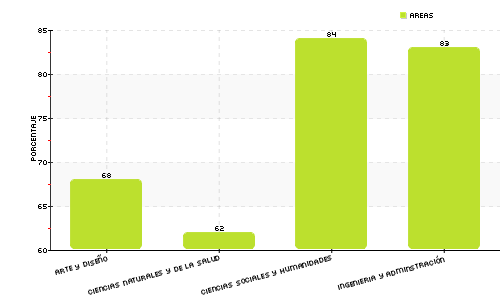 AREAS
PORCENTAJE
85
80
75
70
65
60
68
62
84
83
ARTE Y DISEÑO
CIENCIAS NATURALES Y DE LA SALUD
CIENCIAS SOCIALES Y HUMANIDADES
INGENIERIA Y ADMINISTRACIÓN